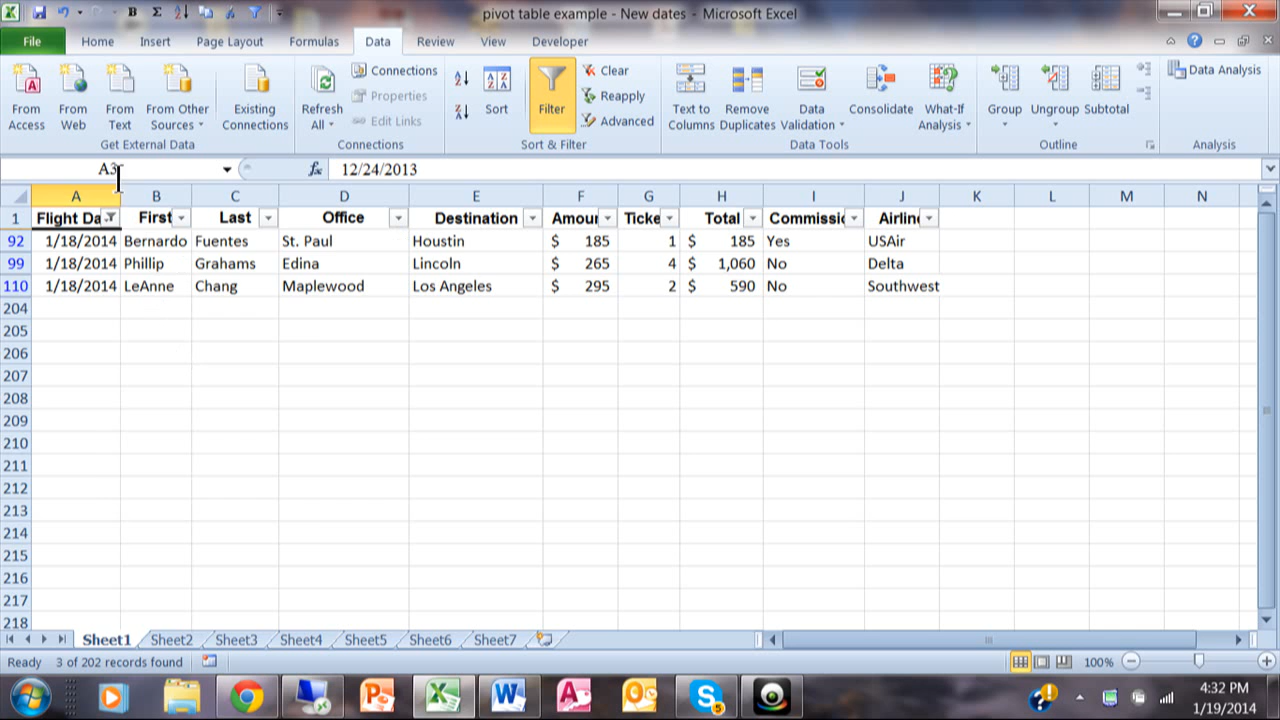 pivot table example - New dates - Microsoft Excel
File Home Insert Page Layout Formulas Data Review View Developer
From Access
From Web
From Text
From Other Sources
Existing Connections
Get External Data
Refresh All
Connections
Properties
Edit Links
Connections
Sort
Filter
Clear
Reapply
Advanced
Sort & Filter
Text to Columns
Remove Duplicates
Data Validation
Consolidate
What-If Analysis
Data Tools
Group
Ungroup
Subtotal
Outline
Data Analysis
Analysis
A3 fx 12/24/2013
A B C D E F G H I J K L M N
1 Flight Da First Last Office Destination Amour Ticke Total Commissi Airlin
92 1/18/2014 Bernardo Fuentes St. Paul Houstin $ 185 1 $ 185 Yes USAir
99 1/18/2014 Phillip Grahams Edina Lincoln $ 265 4 $ 1,060 No Delta
110 1/18/2014 LeAnne Chang Maplewood Los Angeles $ 295 2 $ 590 No Southwest
204
205
206
207
208
209
210
211
212
213
214
215
216
217
218
Sheet1 Sheet2 Sheet3 Sheet4 Sheet5 Sheet6 Sheet7
Ready 3 of 202 records found 100%
4:32 PM
1/19/2014